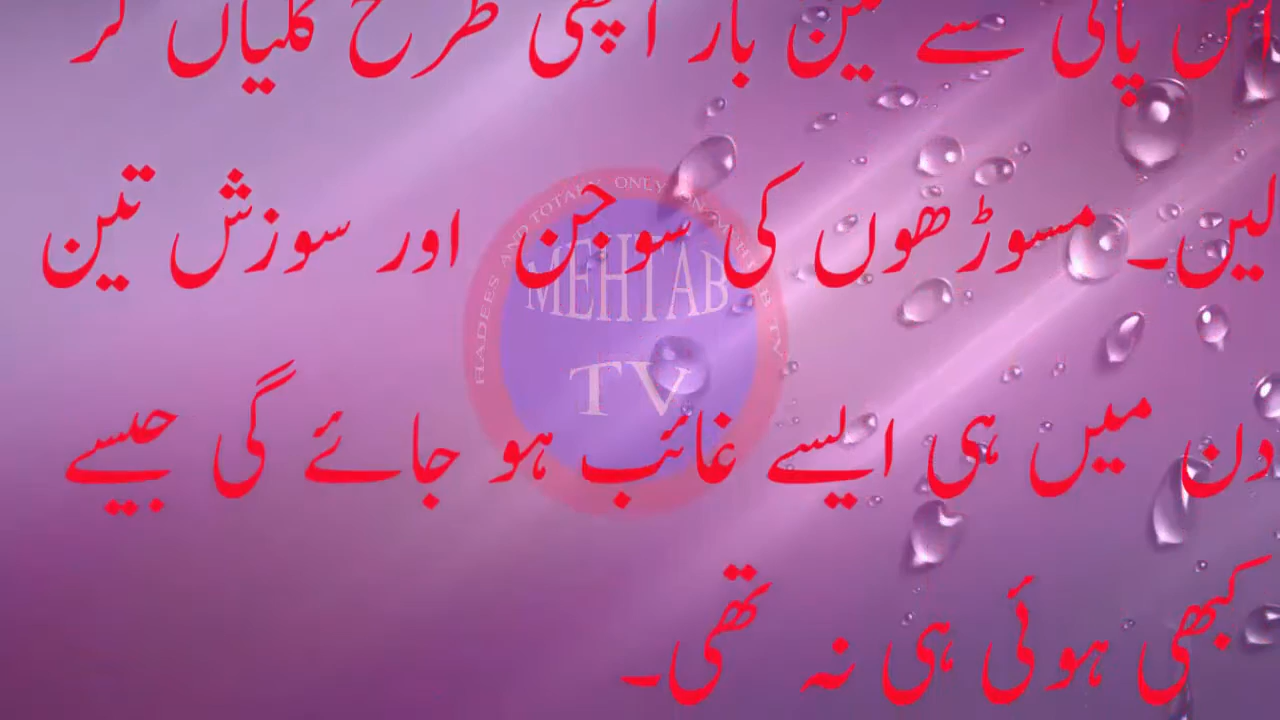 اس پانی سے تین بار اچھی طرح کلیاں کر
لیں۔ مسوڑھوں کی سوجن اور سوزش تین
دن میں ہی ایسے غائب ہو جائے گی جیسے
کبھی ہوئی ہی نہ تھی۔
MEHTAB
TV